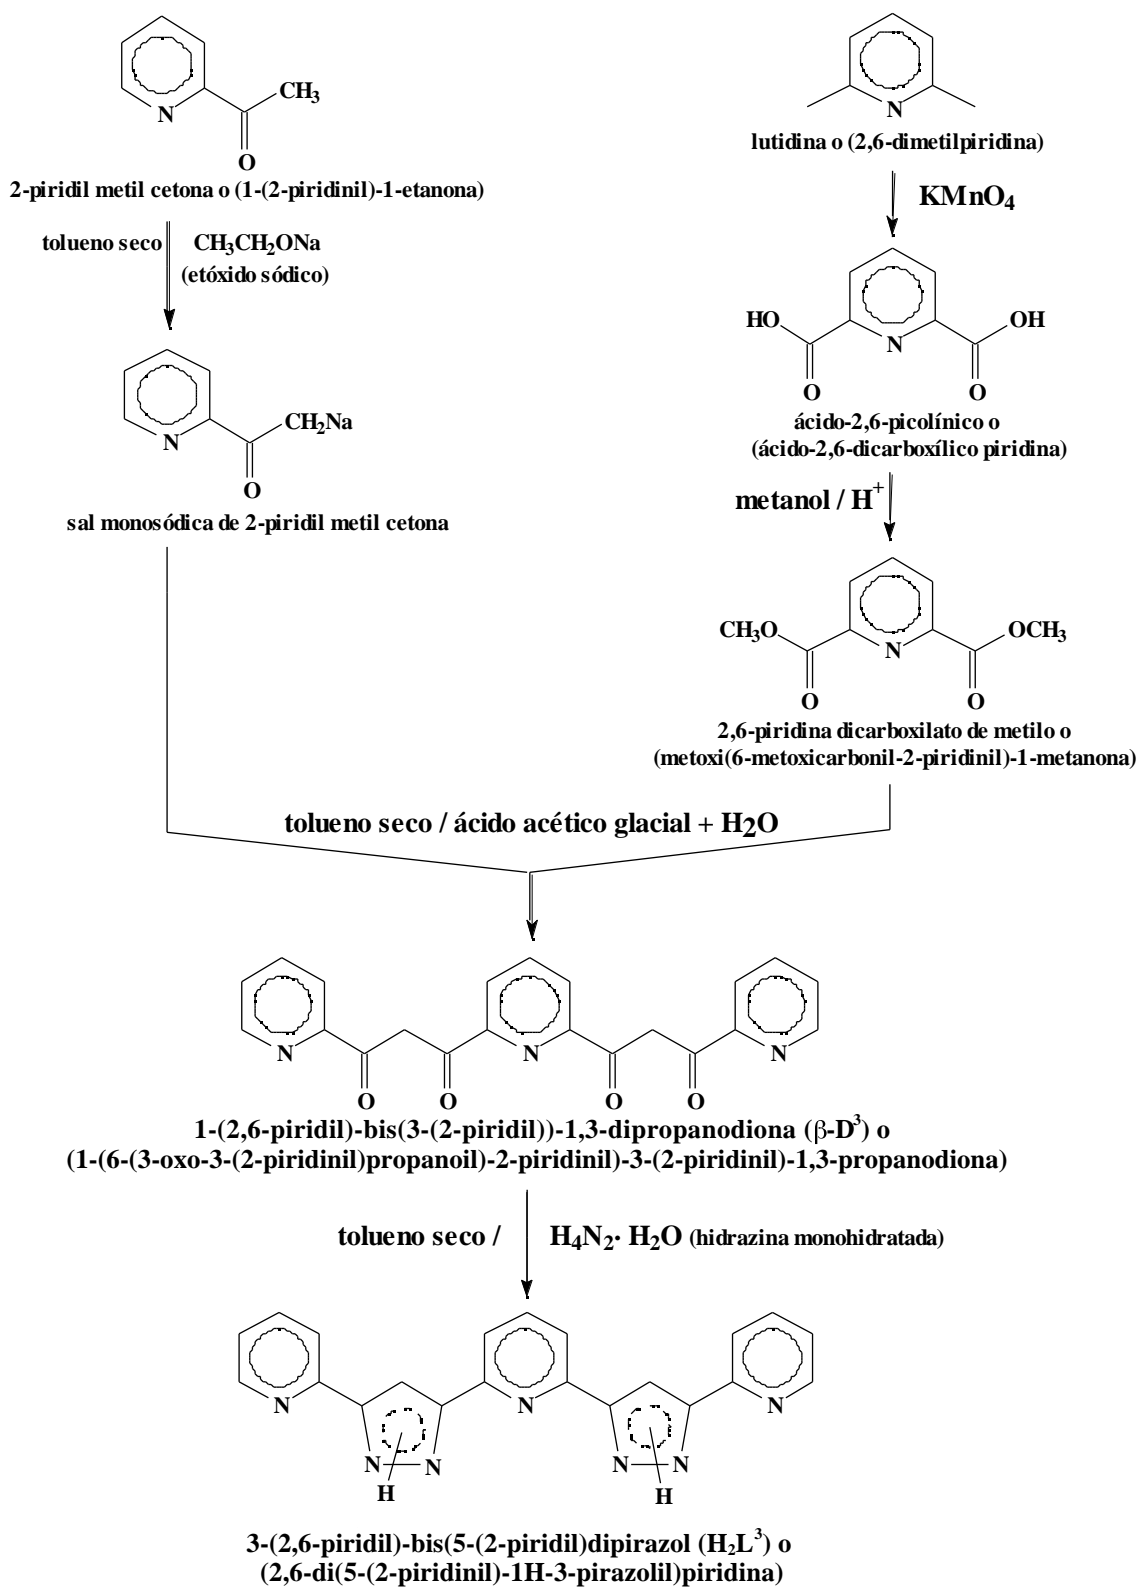 N
CH₃
O
2-piridil metil cetona o (1-(2-piridinil)-1-etanona)
tolueno seco
CH₃CH₂ONa
(etóxido sódico)
N
CH₂Na
O
sal monosódica de 2-piridil metil cetona
N
lutidina o (2,6-dimetilpiridina)
KMnO₄
HO
N
OH
O
O
ácido-2,6-picolínico o
(ácido-2,6-dicarboxílico piridina)
metanol / H⁺
CH₃O
N
OCH₃
O
O
2,6-piridina dicarboxilato de metilo o
(metoxi(6-metoxicarbonil-2-piridinil)-1-metanona)
tolueno seco / ácido acético glacial + H₂O
N
N
N
O
O
O
O
1-(2,6-piridil)-bis(3-(2-piridil))-1,3-dipropanodiona (β-D³) o
(1-(6-(3-oxo-3-(2-piridinil)propanoil)-2-piridinil)-3-(2-piridinil)-1,3-propanodiona)
tolueno seco /
H₄N₂· H₂O (hidrazina monohidratada)
N
N
N
N
N
N
N
H
H
3-(2,6-piridil)-bis(5-(2-piridil)dipirazol (H₂L³) o
(2,6-di(5-(2-piridinil)-1H-3-pirazolil)piridina)